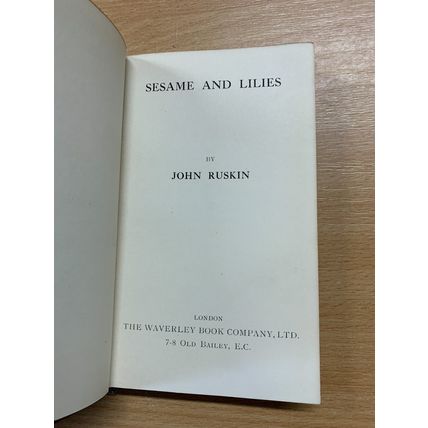 SESAME AND LILIES
BY
JOHN RUSKIN
LONDON
THE WAVERLEY BOOK COMPANY, LTD.
7-8 OLD BAILEY, E.C.